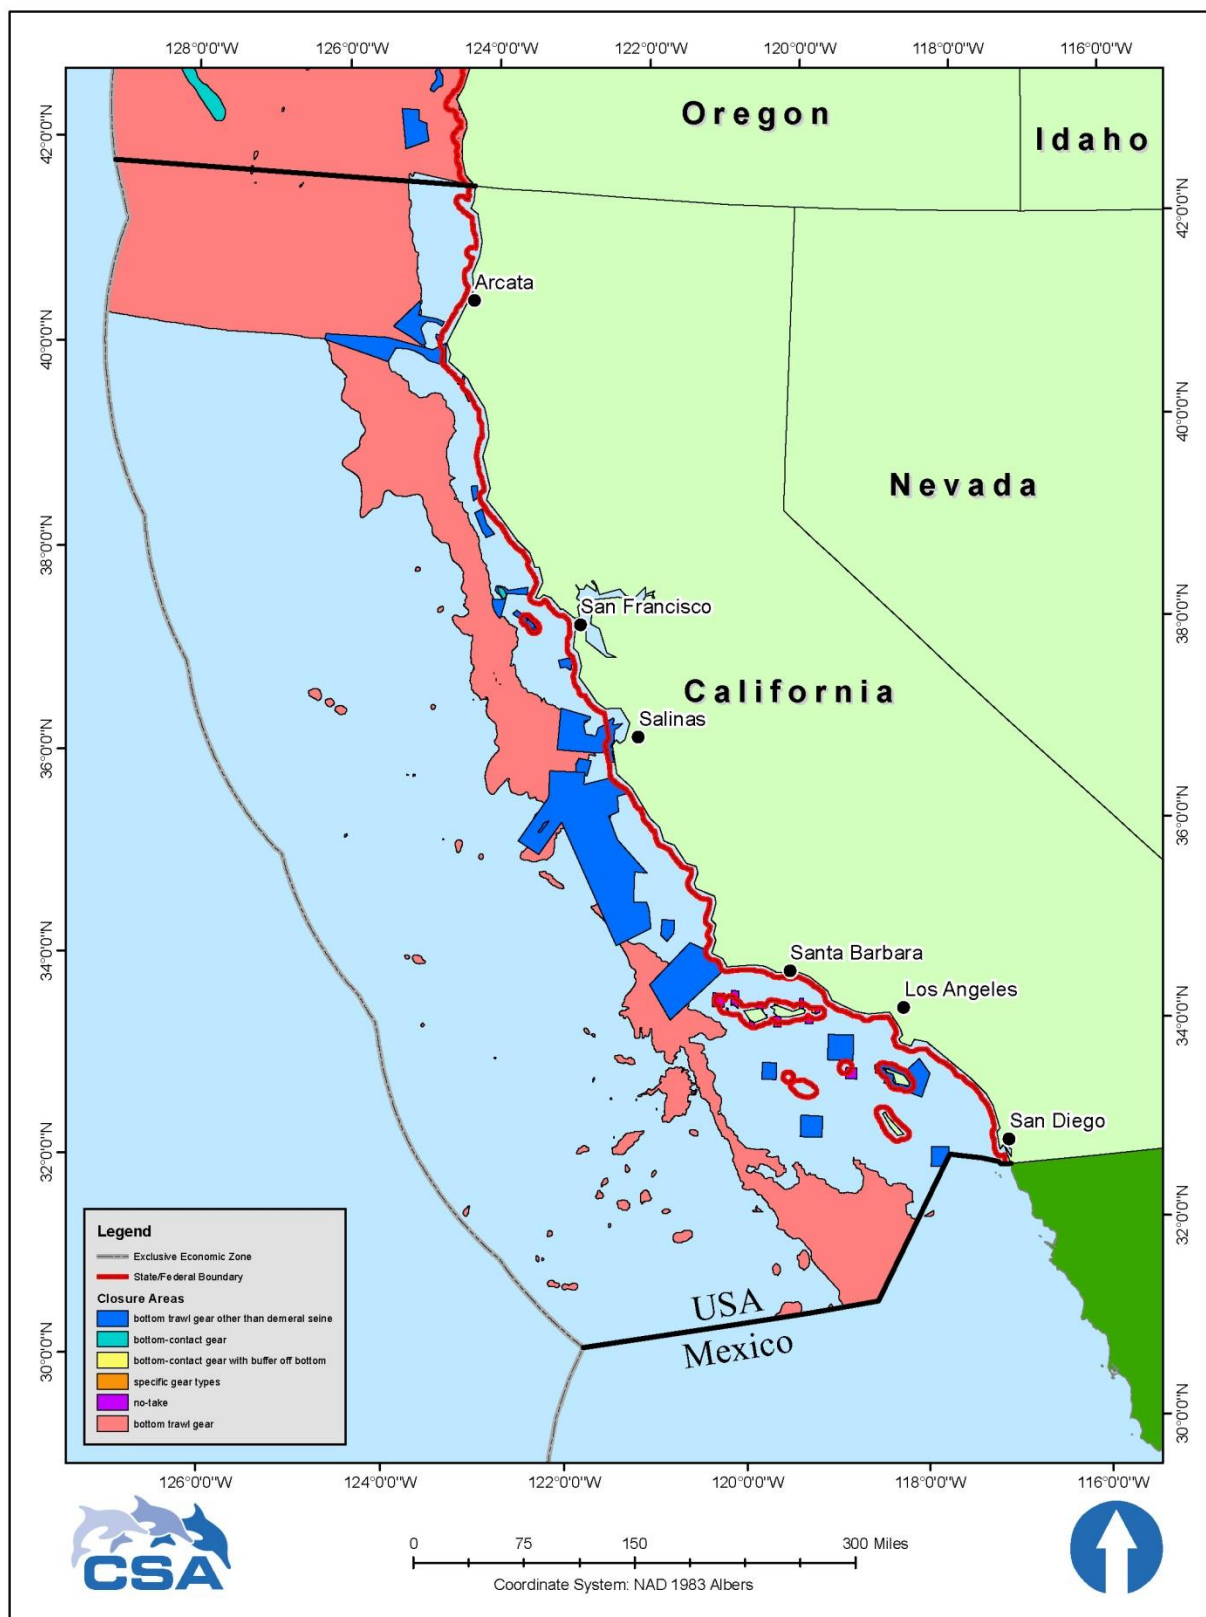 128°0'0"W 126°0'0"W 124°0'0"W 122°0'0"W 120°0'0"W 118°0'0"W 116°0'0"W
Oregon
Idaho
42°0'0"N
42°0'0"N
Arcata
40°0'0"N
40°0'0"N
Nevada
38°0'0"N
38°0'0"N
San Francisco
California
Salinas
36°0'0"N
36°0'0"N
34°0'0"N
34°0'0"N
Santa Barbara
Los Angeles
San Diego
32°0'0"N
32°0'0"N
USA
Mexico
30°0'0"N
30°0'0"N
Legend
Exclusive Economic Zone
State/Federal Boundary
Closure Areas
bottom trawl gear other than demeral seine
bottom-contact gear
bottom-contact gear with buffer off bottom
specific gear types
no-take
bottom trawl gear
126°0'0"W 124°0'0"W 122°0'0"W 120°0'0"W 118°0'0"W 116°0'0"W
CSA
0 75 150 300 Miles
Coordinate System: NAD 1983 Albers